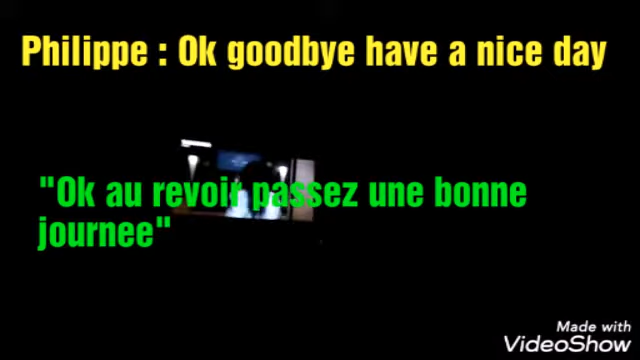 Philippe : Ok goodbye have a nice day
"Ok au revoir passez une bonne
journee"
Made with
VideoShow